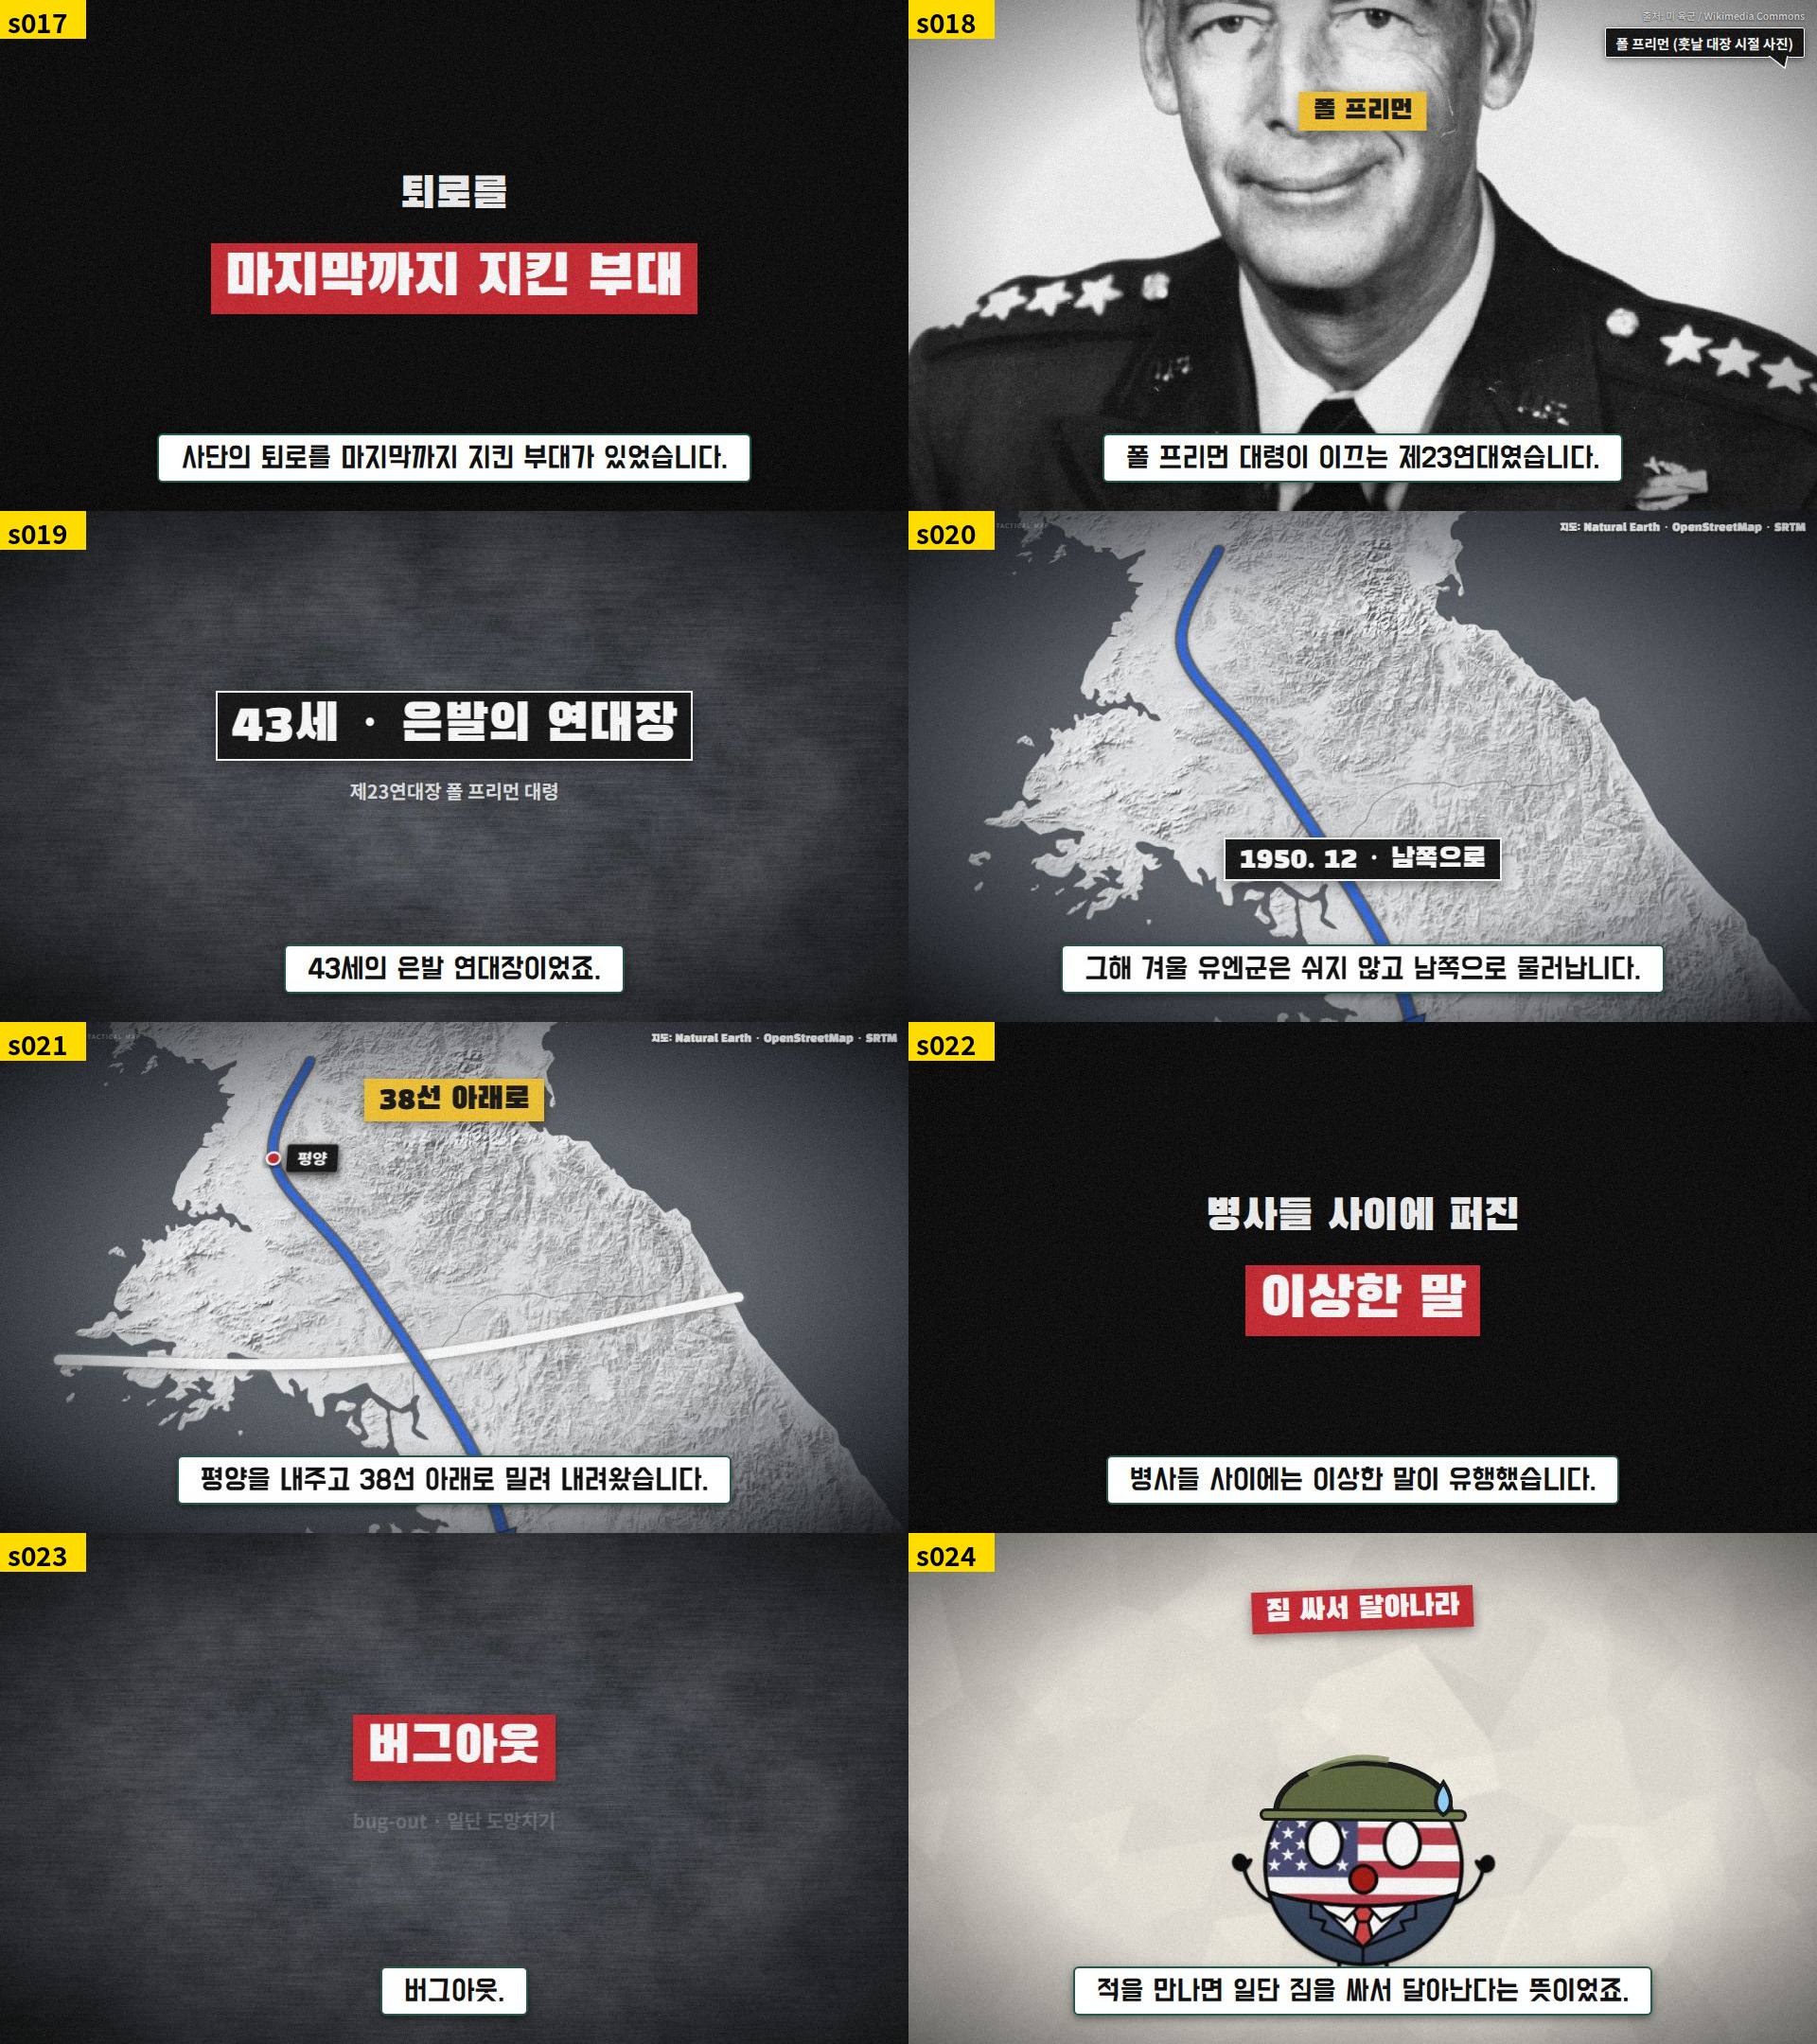 s017
퇴로를
마지막까지 지킨 부대
사단의 퇴로를 마지막까지 지킨 부대가 있었습니다.
s018
출처: 미 육군 / Wikimedia Commons
폴 프리먼 (훗날 대장 시절 사진)
폴 프리먼
폴 프리먼 대령이 이끄는 제23연대였습니다.
s019
43세 · 은발의 연대장
제23연대장 폴 프리먼 대령
43세의 은발 연대장이었죠.
s020
TACTICAL MAP
지도: Natural Earth · OpenStreetMap · SRTM
1950. 12 · 남쪽으로
그해 겨울 유엔군은 쉬지 않고 남쪽으로 물러납니다.
s021
TACTICAL MAP
지도: Natural Earth · OpenStreetMap · SRTM
38선 아래로
평양
평양을 내주고 38선 아래로 밀려 내려왔습니다.
s022
병사들 사이에 퍼진
이상한 말
병사들 사이에는 이상한 말이 유행했습니다.
s023
버그아웃
bug-out · 일단 도망치기
버그아웃.
s024
짐 싸서 달아나라
적을 만나면 일단 짐을 싸서 달아난다는 뜻이었죠.